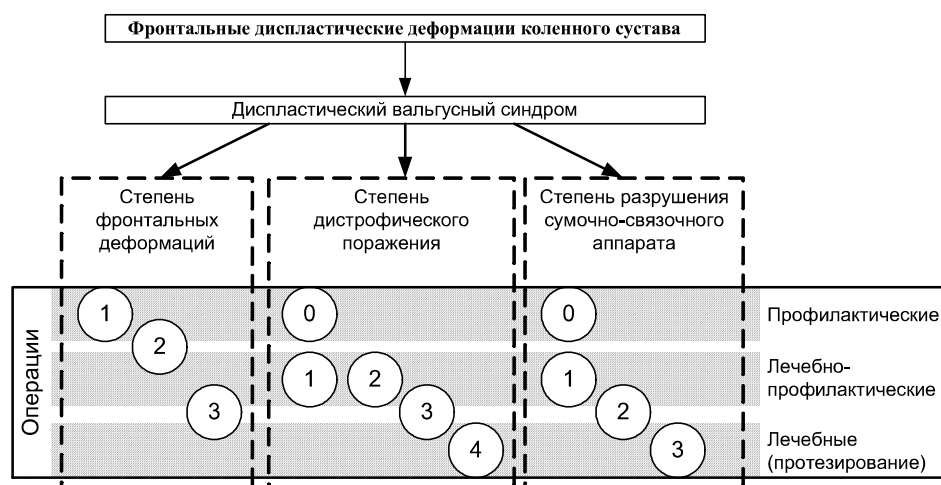 Фронтальные диспластические деформации коленного сустава
Диспластический вальгусный синдром
Степень
фронтальных
деформаций
Степень
дистрофического
поражения
Степень разрушения
сумочно-связочного
аппарата
Операции
1
2
3
0
1
2
3
4
0
1
2
3
Профилактические
Лечебно-
профилактические
Лечебные
(протезирование)